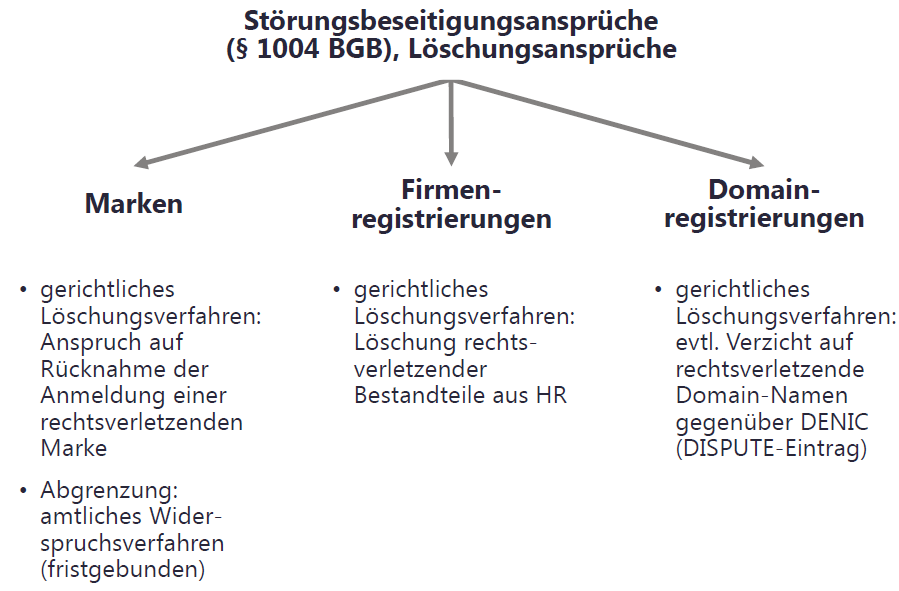 Störungsbeseitigungsansprüche
(§ 1004 BGB), Löschungsansprüche
Marken
• gerichtliches
Löschungsverfahren:
Anspruch auf
Rücknahme der
Anmeldung einer
rechtsverletzenden
Marke
• Abgrenzung:
amtliches Wider-
spruchsverfahren
(fristgebunden)
Firmen-
registrierungen
• gerichtliches
Löschungsverfahren:
Löschung rechts-
verletzender
Bestandteile aus HR
Domain-
registrierungen
• gerichtliches
Löschungsverfahren:
evtl. Verzicht auf
rechtsverletzende
Domain-Namen
gegenüber DENIC
(DISPUTE-Eintrag)